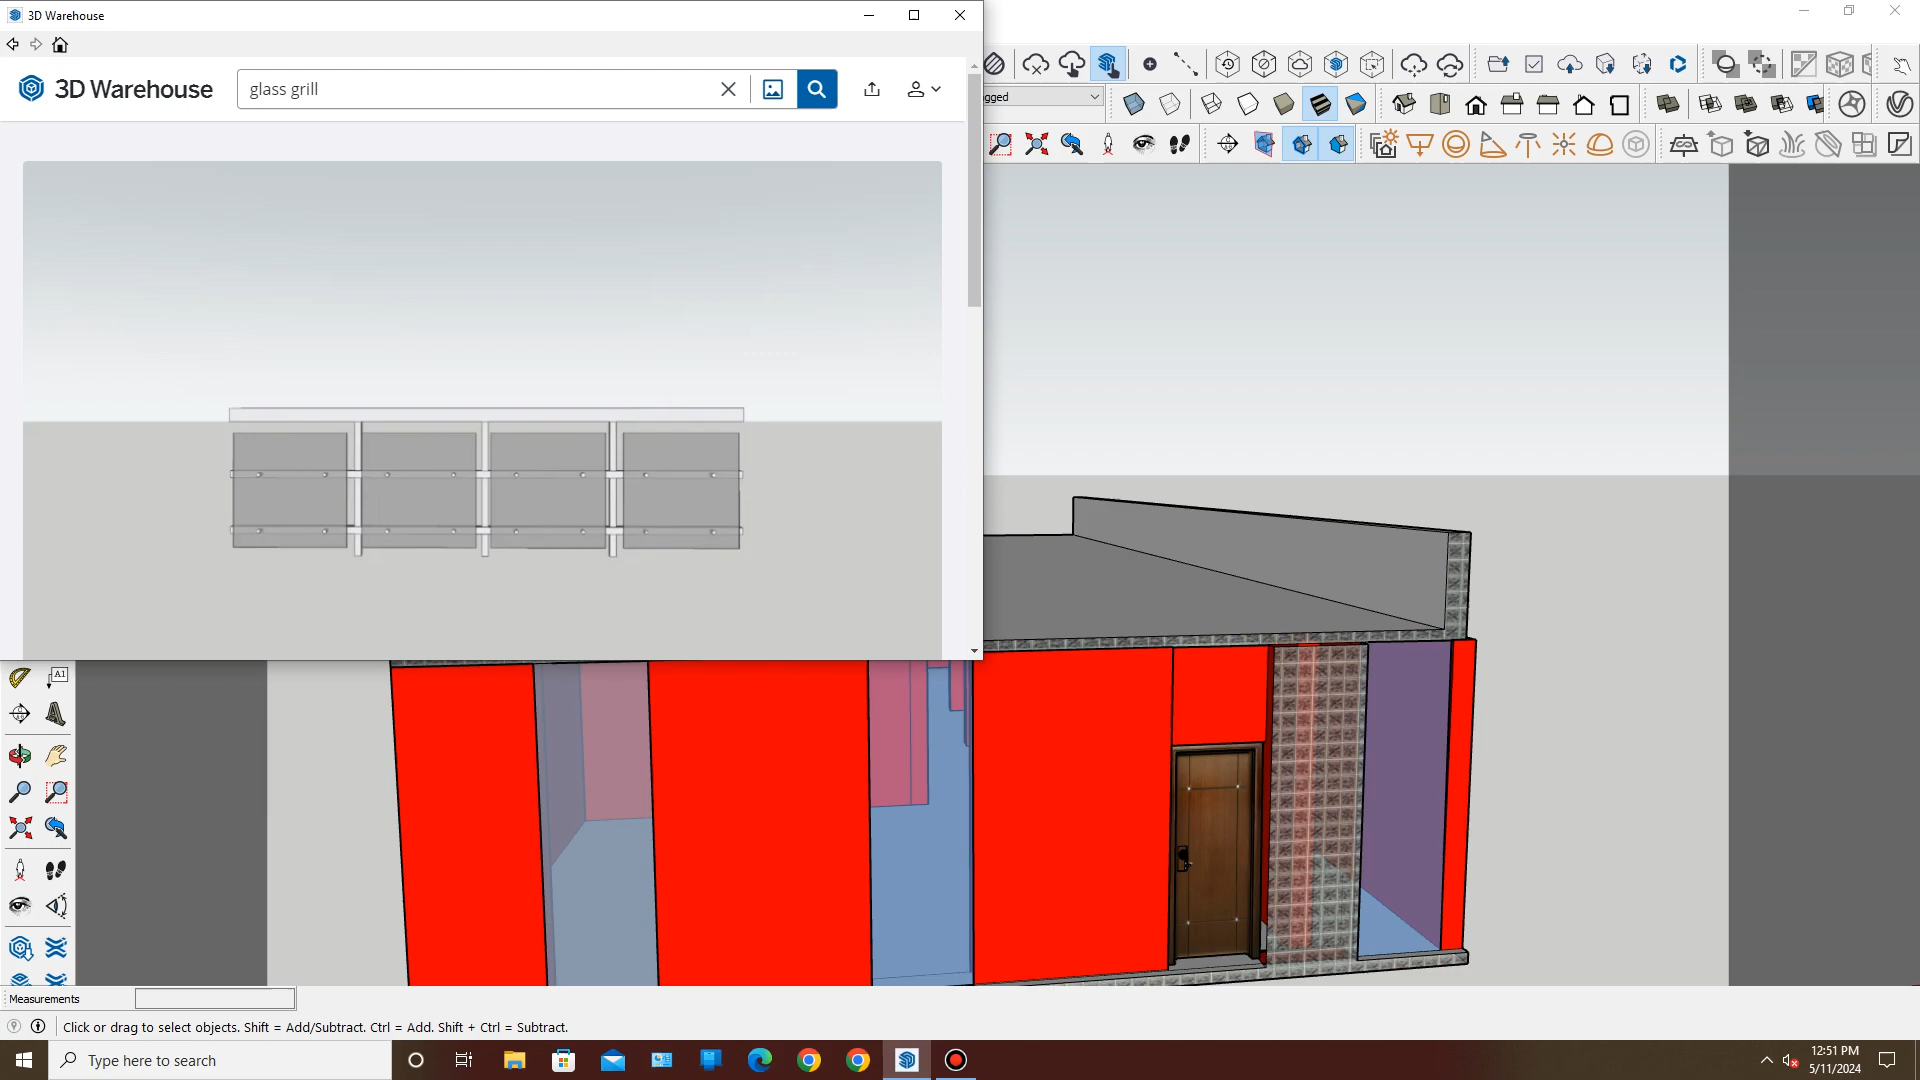 3D Warehouse
3D Warehouse
glass grill
gged
A1
Measurements
Click or drag to select objects. Shift = Add/Subtract. Ctrl = Add. Shift + Ctrl = Subtract.
Type here to search
12:51 PM
5/11/2024